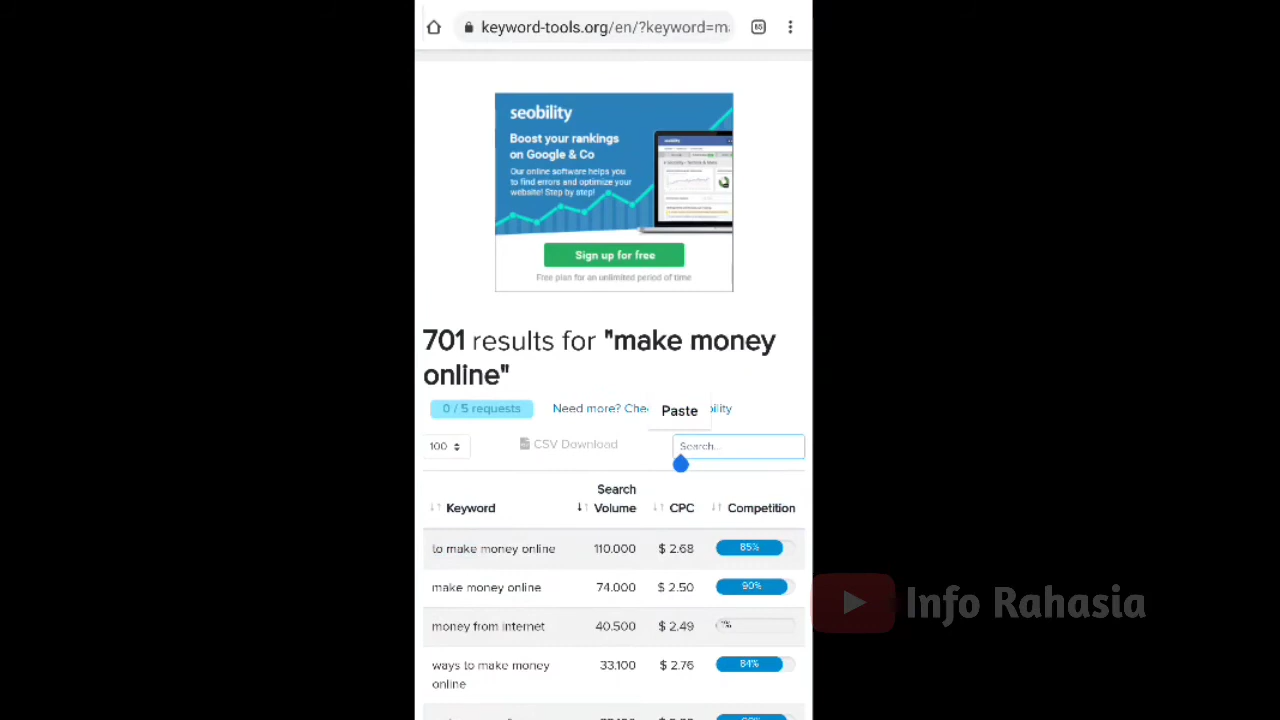 keyword-tools.org/en/?keyword=ma
85
seobility
Boost your rankings
on Google & Co
Our online software helps you
to find errors and optimize your
website! Step by step!
Sign up for free
Free plan for an unlimited period of time
701 results for "make money
online"
0 / 5 requests
Need more? Che
bility
Paste
100
CSV Download
Search...
Keyword
Search
Volume
CPC
Competition
to make money online 110.000 $ 2.68 85%
make money online 74.000 $ 2.50 90%
money from internet 40.500 $ 2.49
ways to make money 33.100 $ 2.76 84%
online
Info Rahasia